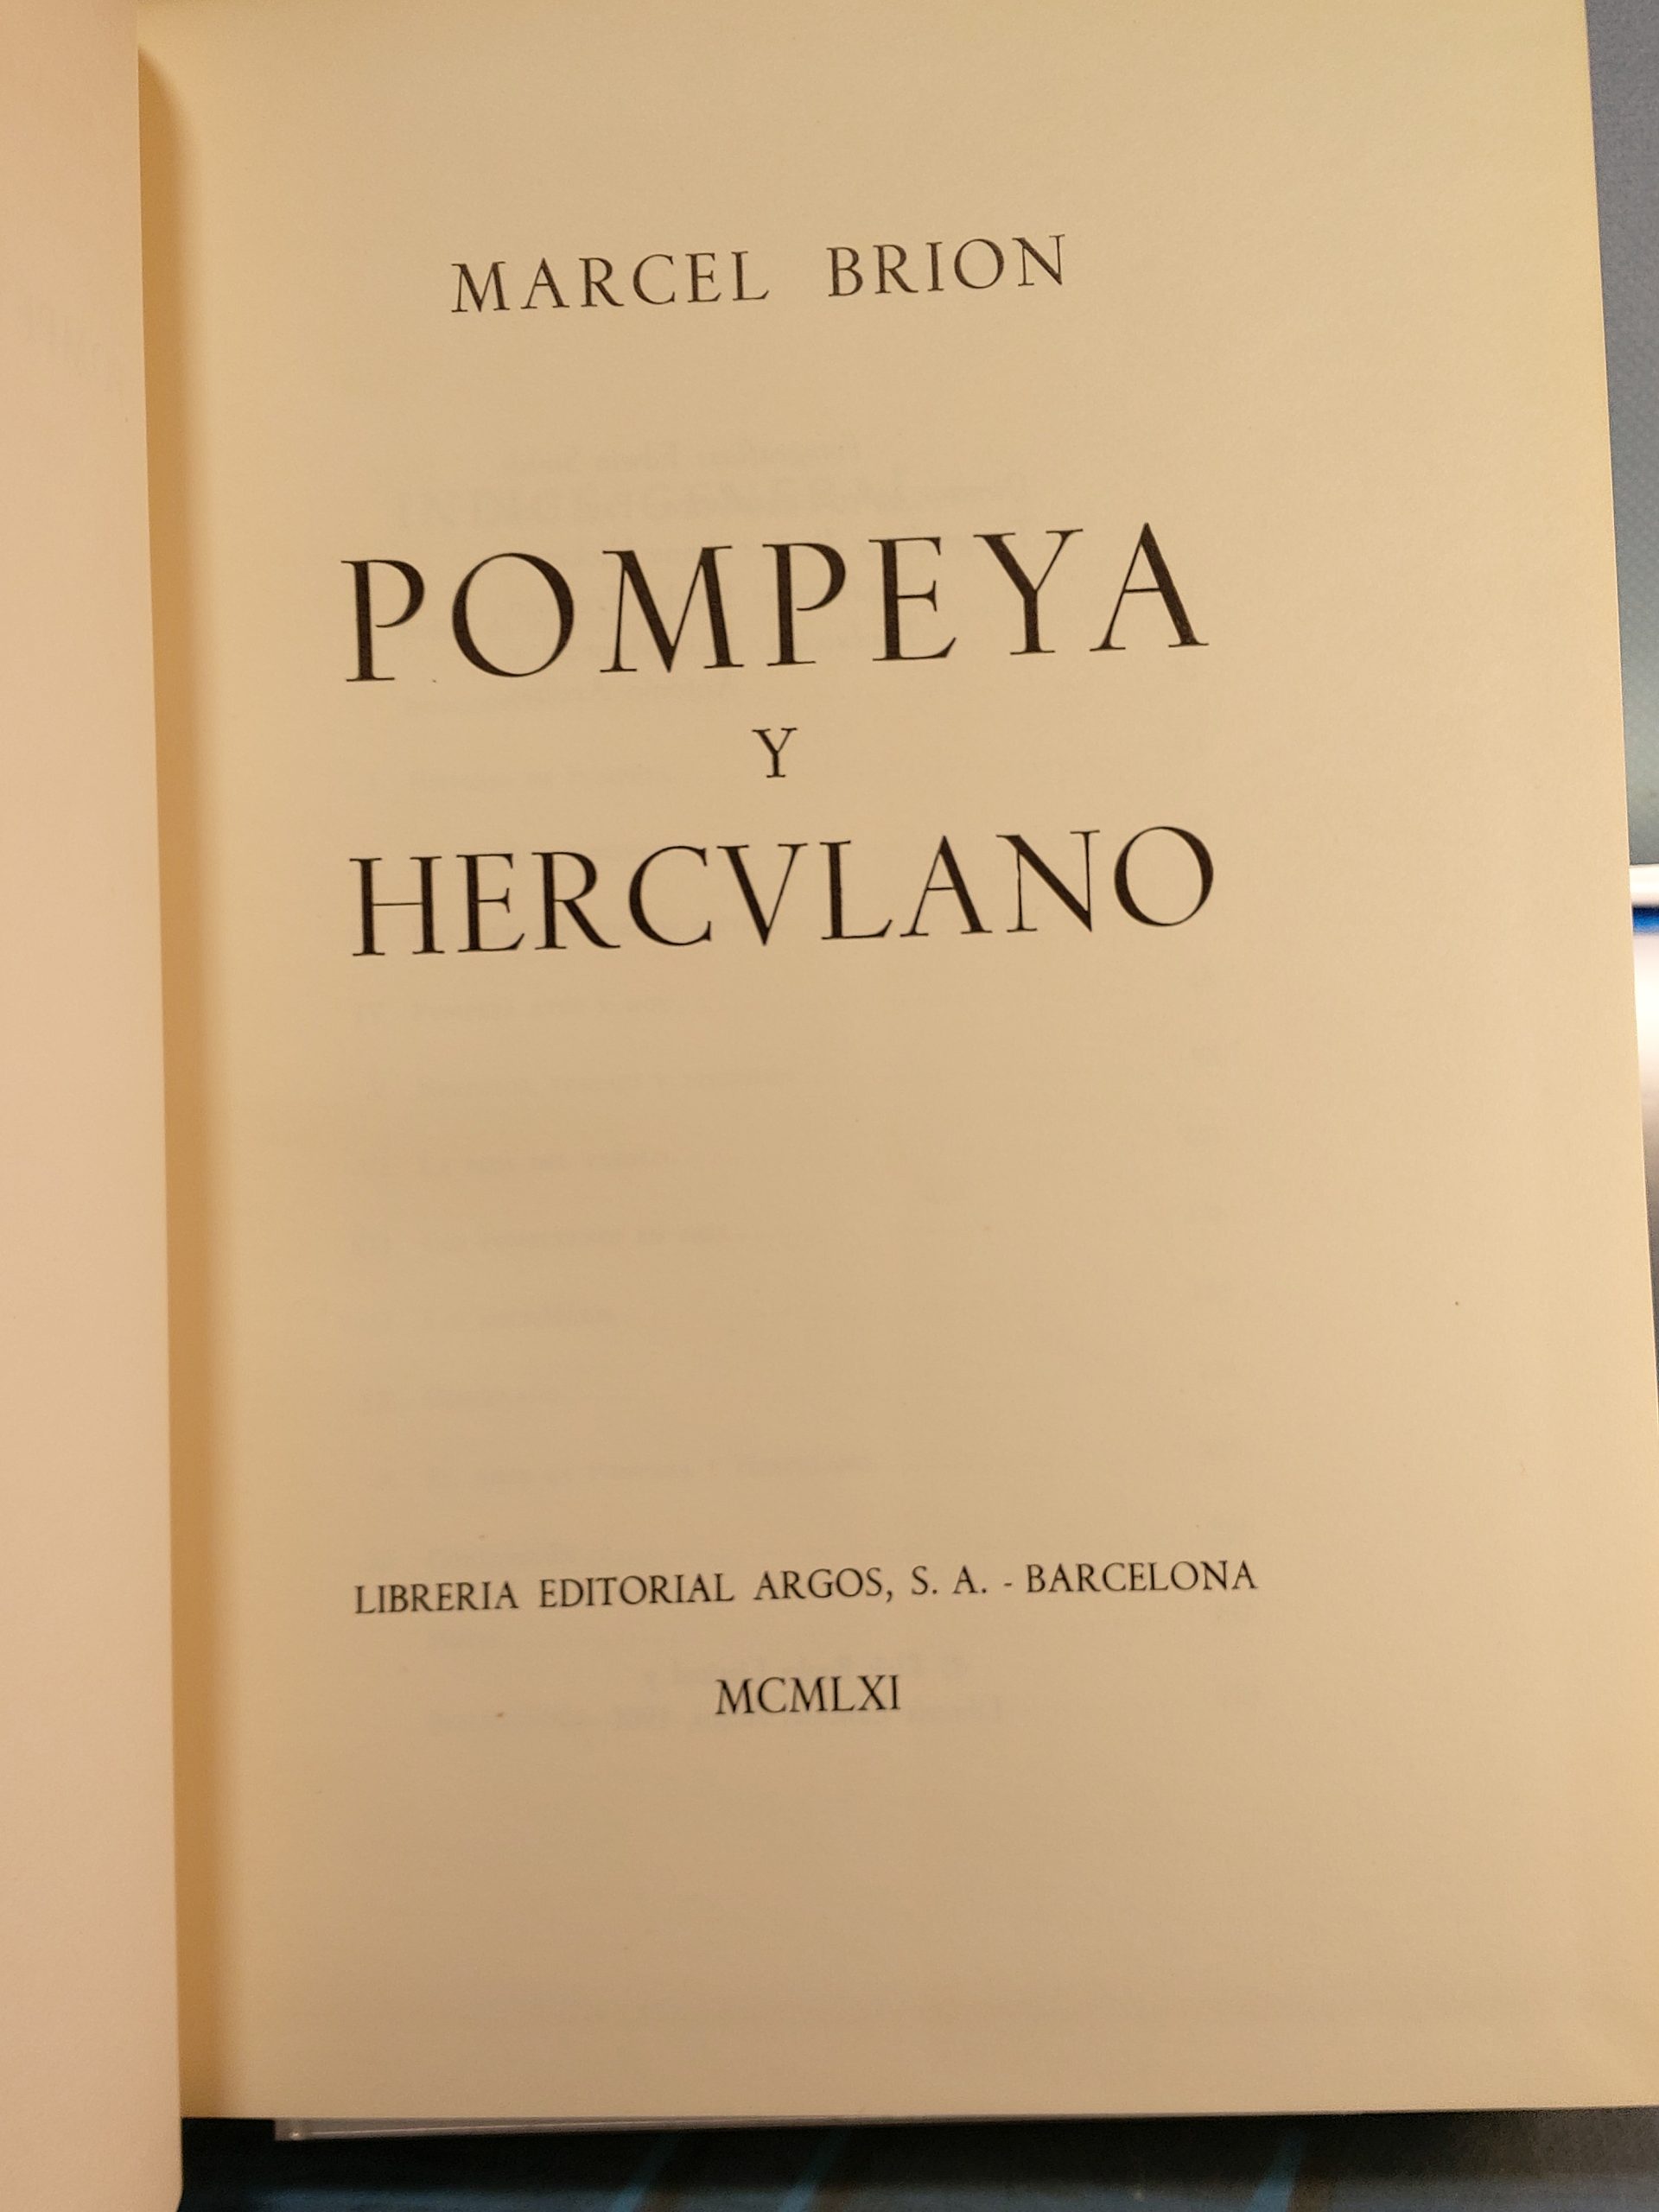 MARCEL BRION
POMPEYA
Y
HERCVLANO
LIBRERIA EDITORIAL ARGOS, S. A. - BARCELONA
MCMLXI